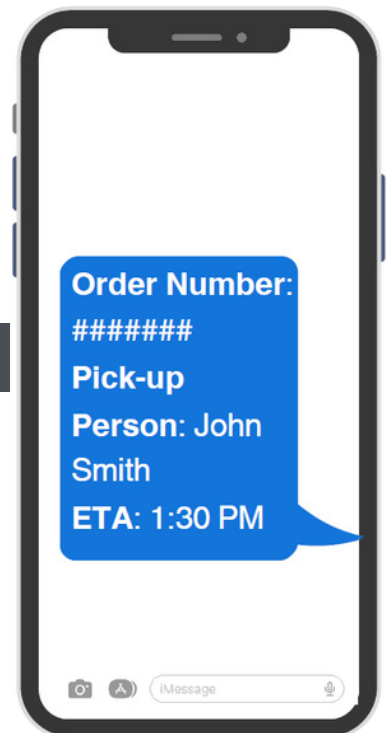 Order Number:
#######
Pick-up
Person: John
Smith
ETA: 1:30 PM
iMessage